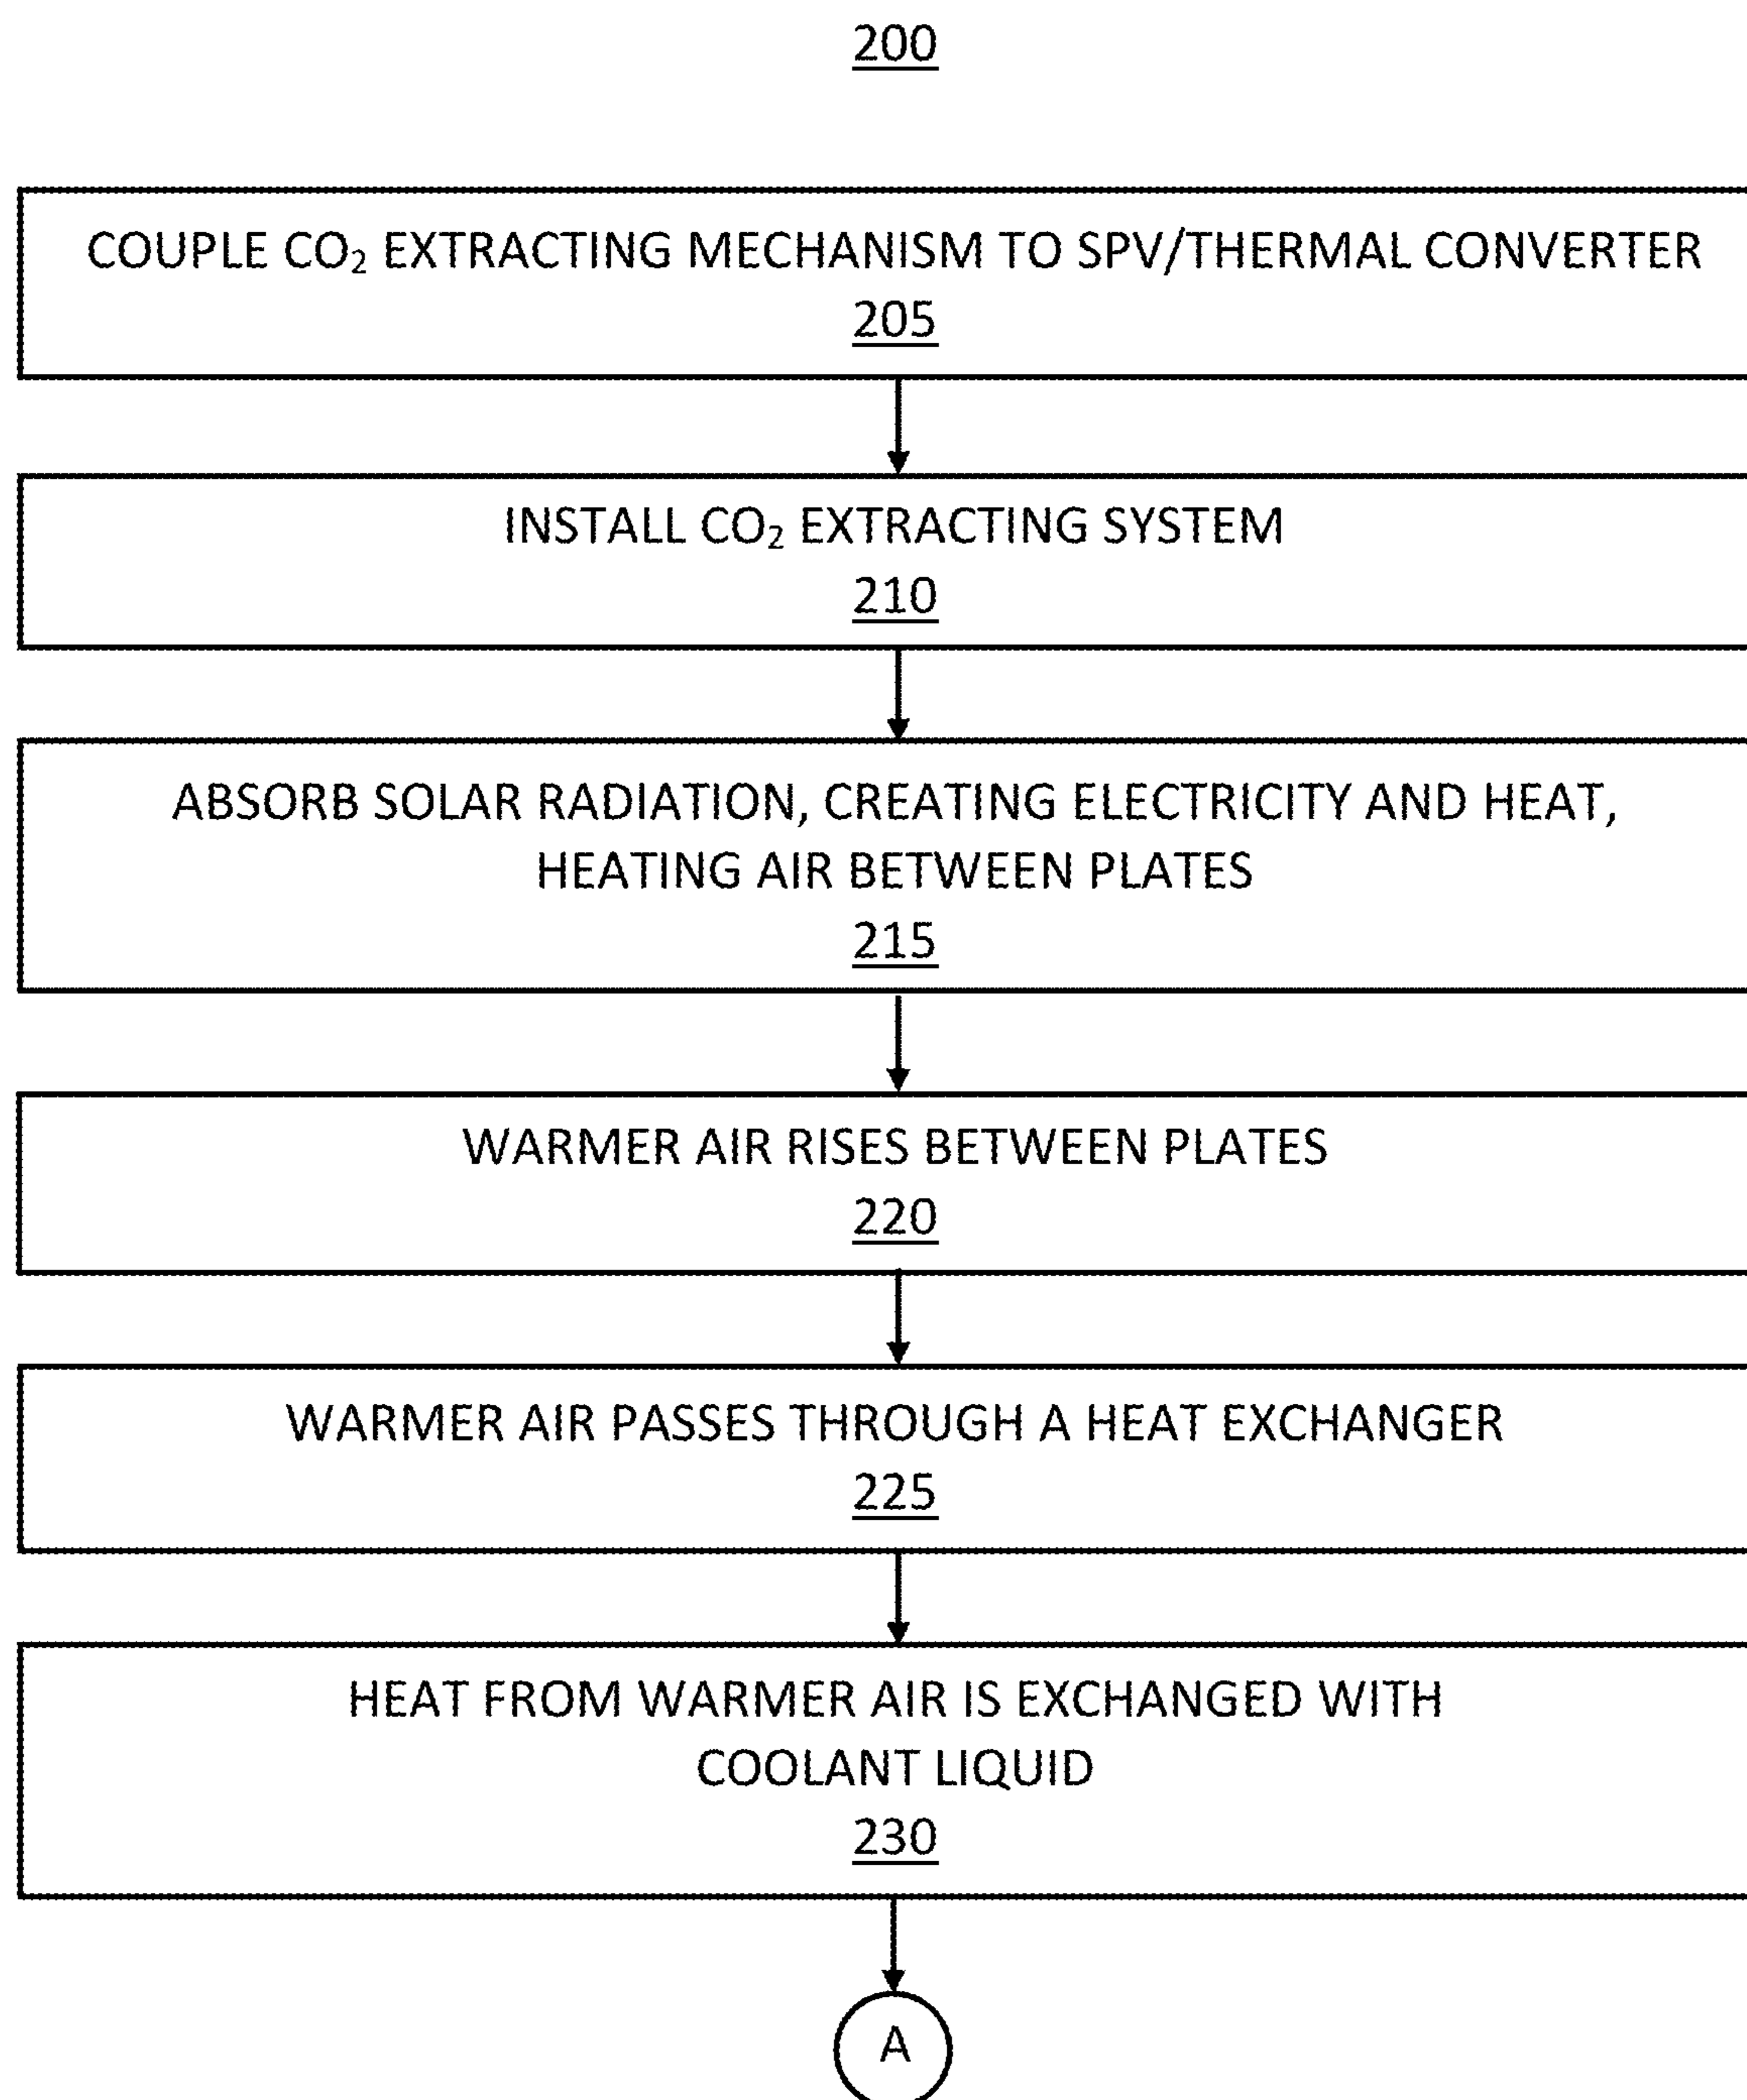 200
COUPLE CO₂ EXTRACTING MECHANISM TO SPV/THERMAL CONVERTER
205
INSTALL CO₂ EXTRACTING SYSTEM
210
ABSORB SOLAR RADIATION, CREATING ELECTRICITY AND HEAT,
HEATING AIR BETWEEN PLATES
215
WARMER AIR RISES BETWEEN PLATES
220
WARMER AIR PASSES THROUGH A HEAT EXCHANGER
225
HEAT FROM WARMER AIR IS EXCHANGED WITH
COOLANT LIQUID
230
A